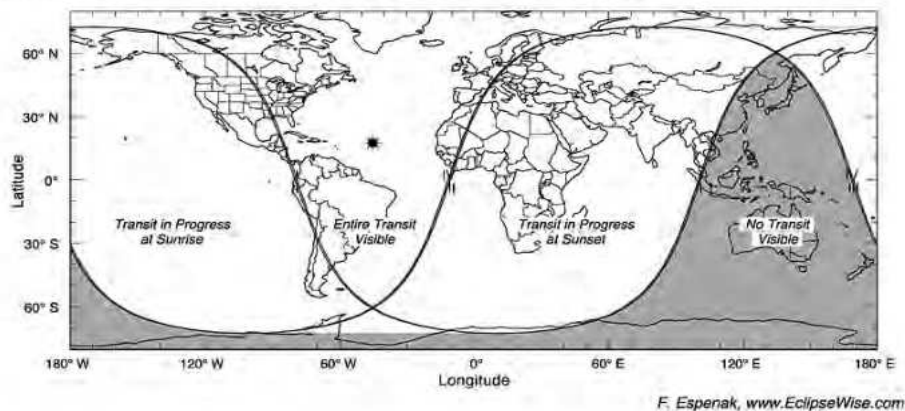 60° N
30° N
0°
30° S
60° S
Latitude
Transit in Progress
at Sunrise
Entire Transit
Visible
Transit in Progress
at Sunset
No Transit
Visible
180° W
120° W
60° W
0°
60° E
120° E
180° E
Longitude
F. Espenak, www.EclipseWise.com